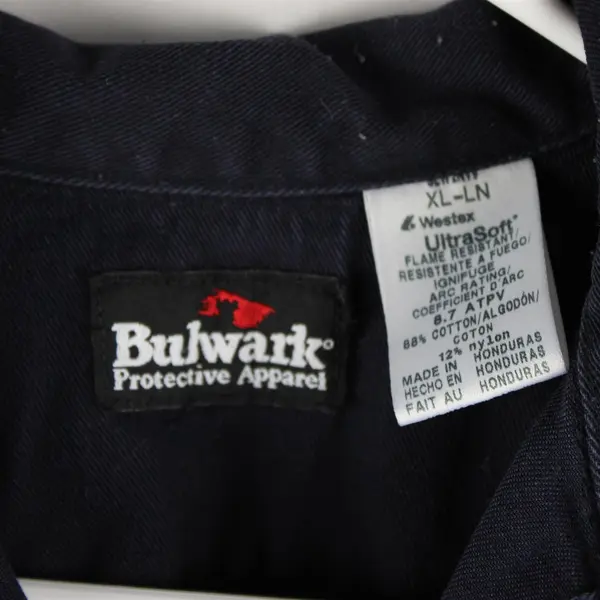 Bulwark®
Protective Apparel
XL-LN
Westex
UltraSoft®
FLAME RESISTANT/
RESISTENTE A FUEGO/
IGNIFUGE
ARC RATING/
COEFFICIENT D'ARC
8.7 ATPV
88% COTTON/ALGODÓN/
COTON
12% nylon
MADE IN HONDURAS
HECHO EN HONDURAS
FAIT AU HONDURAS